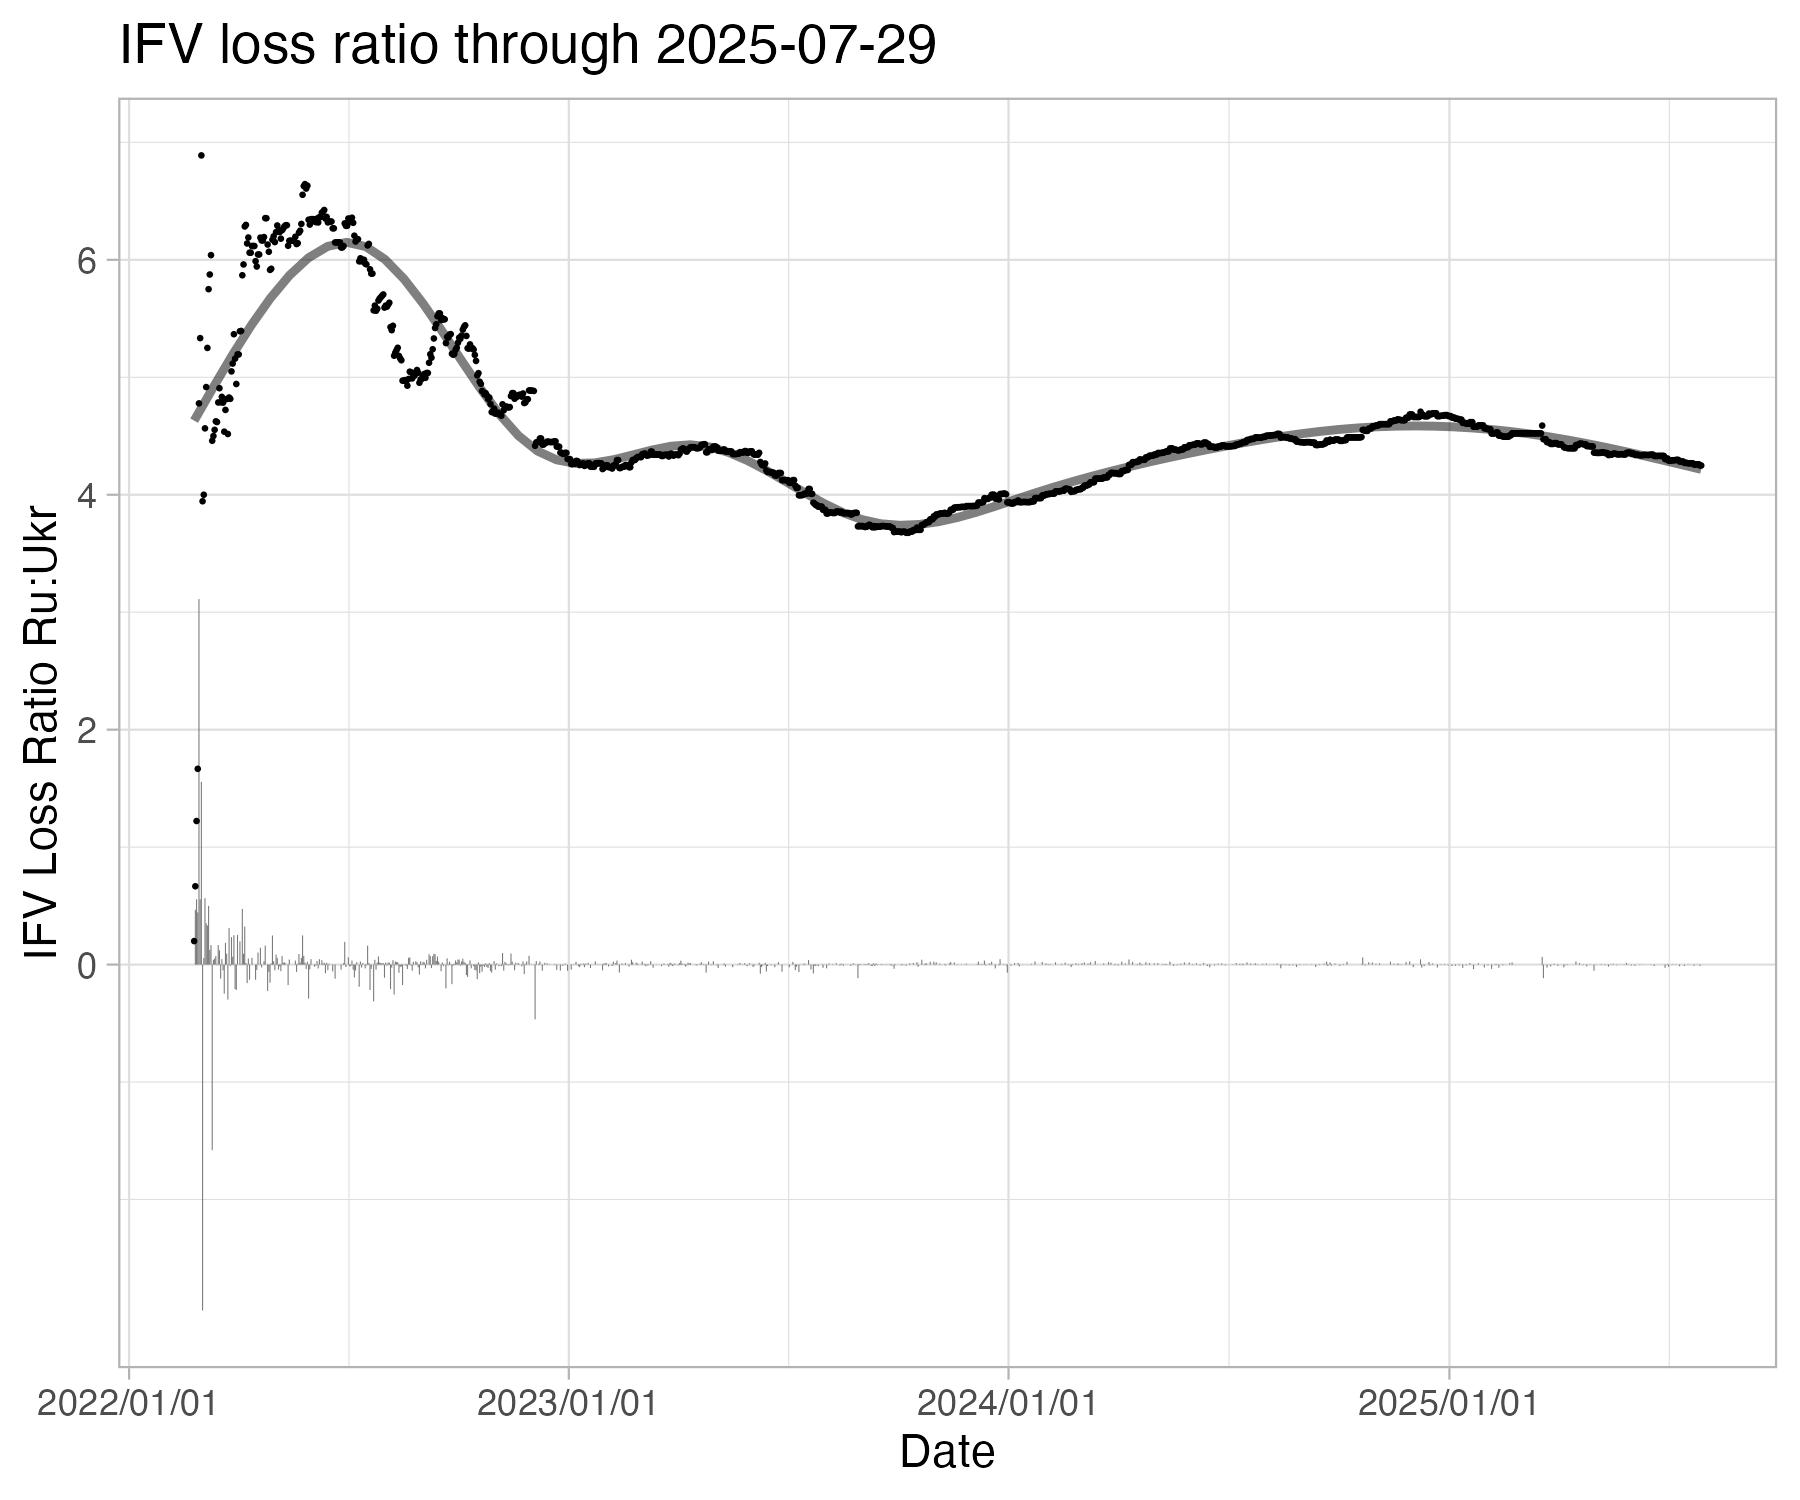 IFV loss ratio through 2025-07-29
IFV Loss Ratio Ru:Ukr
6
4
2
0
2022/01/01
2023/01/01
2024/01/01
2025/01/01
Date